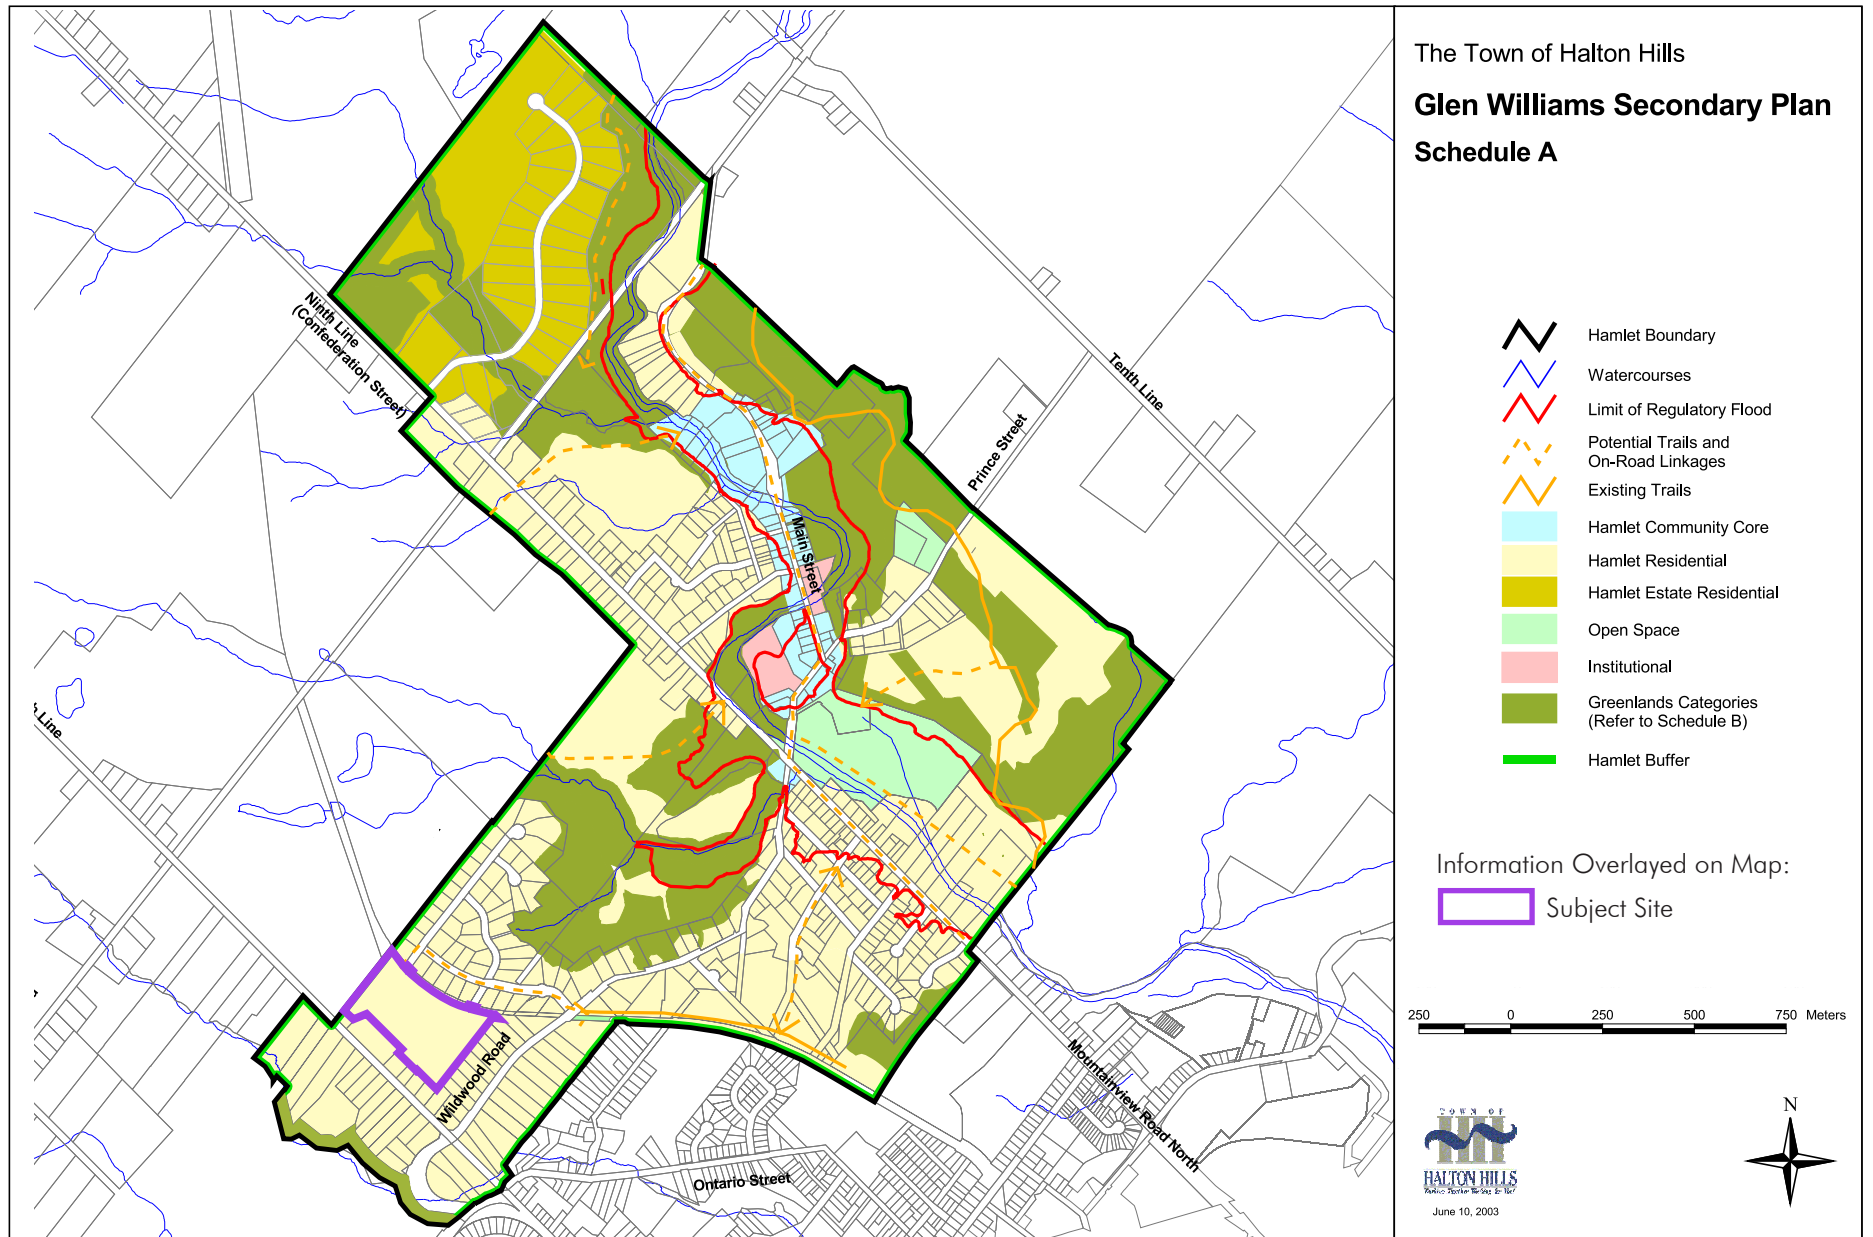 The Town of Halton Hills
Glen Williams Secondary Plan
Schedule A
Hamlet Boundary
Watercourses
Limit of Regulatory Flood
Potential Trails and
On-Road Linkages
Existing Trails
Hamlet Community Core
Hamlet Residential
Hamlet Estate Residential
Open Space
Institutional
Greenlands Categories
(Refer to Schedule B)
Hamlet Buffer
Information Overlayed on Map:
Subject Site
250 0 250 500 750 Meters
N
TOWN OF
HALTON HILLS
June 10, 2003
Ninth Line
(Confederation Street)
Tenth Line
Prince Street
Main Street
Line
Wildwood Road
Mountainview Road North
Ontario Street